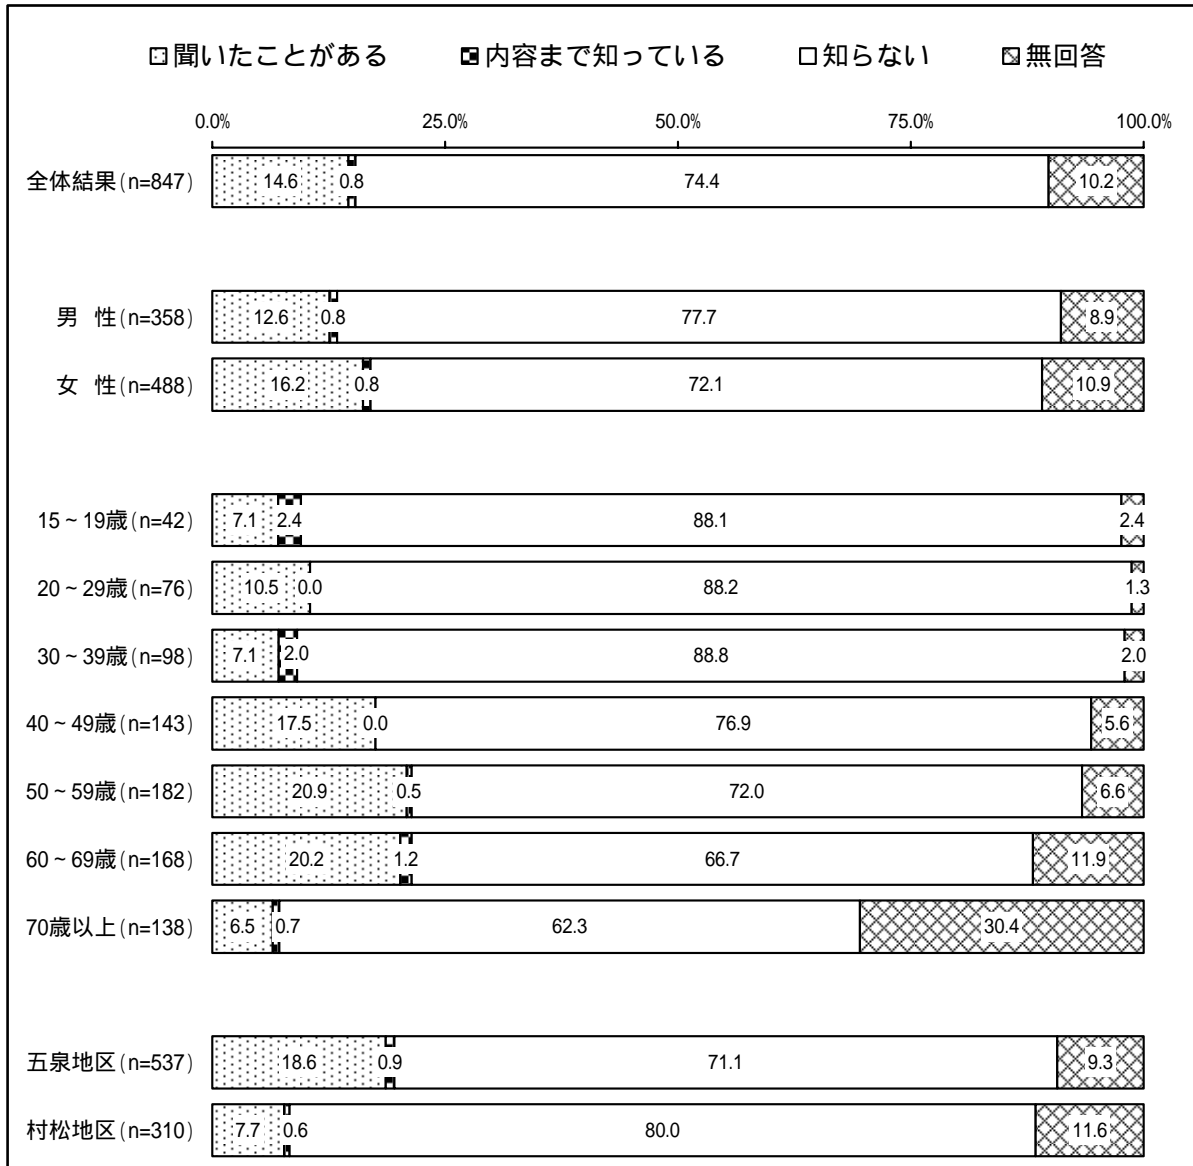 聞いたことがある 内容まで知っている 知らない 無回答
0.0% 25.0% 50.0% 75.0% 100.0%
全体結果(n=847) 14.6 0.8 74.4 10.2
男 性(n=358) 12.6 0.8 77.7 8.9
女 性(n=488) 16.2 0.8 72.1 10.9
15~19歳(n=42) 7.1 2.4 88.1 2.4
20~29歳(n=76) 10.5 0.0 88.2 1.3
30~39歳(n=98) 7.1 2.0 88.8 2.0
40~49歳(n=143) 17.5 0.0 76.9 5.6
50~59歳(n=182) 20.9 0.5 72.0 6.6
60~69歳(n=168) 20.2 1.2 66.7 11.9
70歳以上(n=138) 6.5 0.7 62.3 30.4
五泉地区(n=537) 18.6 0.9 71.1 9.3
村松地区(n=310) 7.7 0.6 80.0 11.6